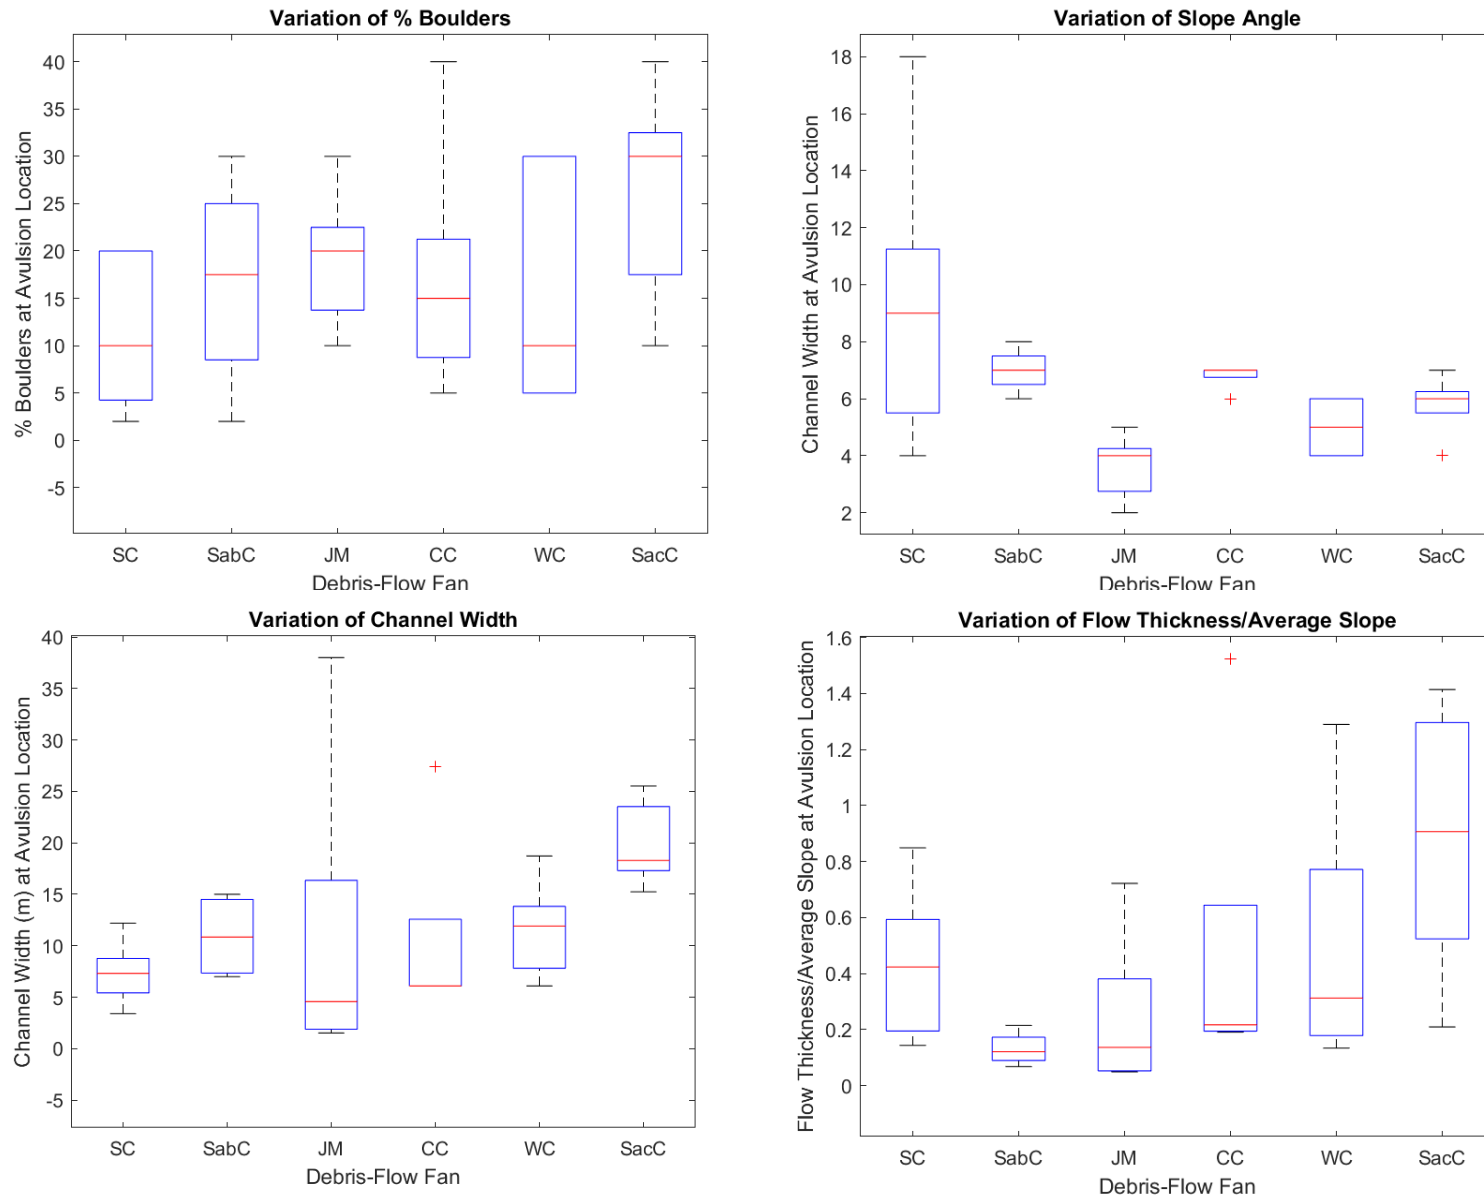 Variation of % Boulders
% Boulders at Avulsion Location
40
35
30
25
20
15
10
5
0
-5
SC SabC JM CC WC SacC
Debris-Flow Fan
Variation of Slope Angle
Channel Width at Avulsion Location
18
16
14
12
10
8
6
4
2
SC SabC JM CC WC SacC
Debris-Flow Fan
Variation of Channel Width
Channel Width (m) at Avulsion Location
40
35
30
25
20
15
10
5
0
-5
SC SabC JM CC WC SacC
Debris-Flow Fan
Variation of Flow Thickness/Average Slope
Flow Thickness/Average Slope at Avulsion Location
1.6
1.4
1.2
1
0.8
0.6
0.4
0.2
0
SC SabC JM CC WC SacC
Debris-Flow Fan